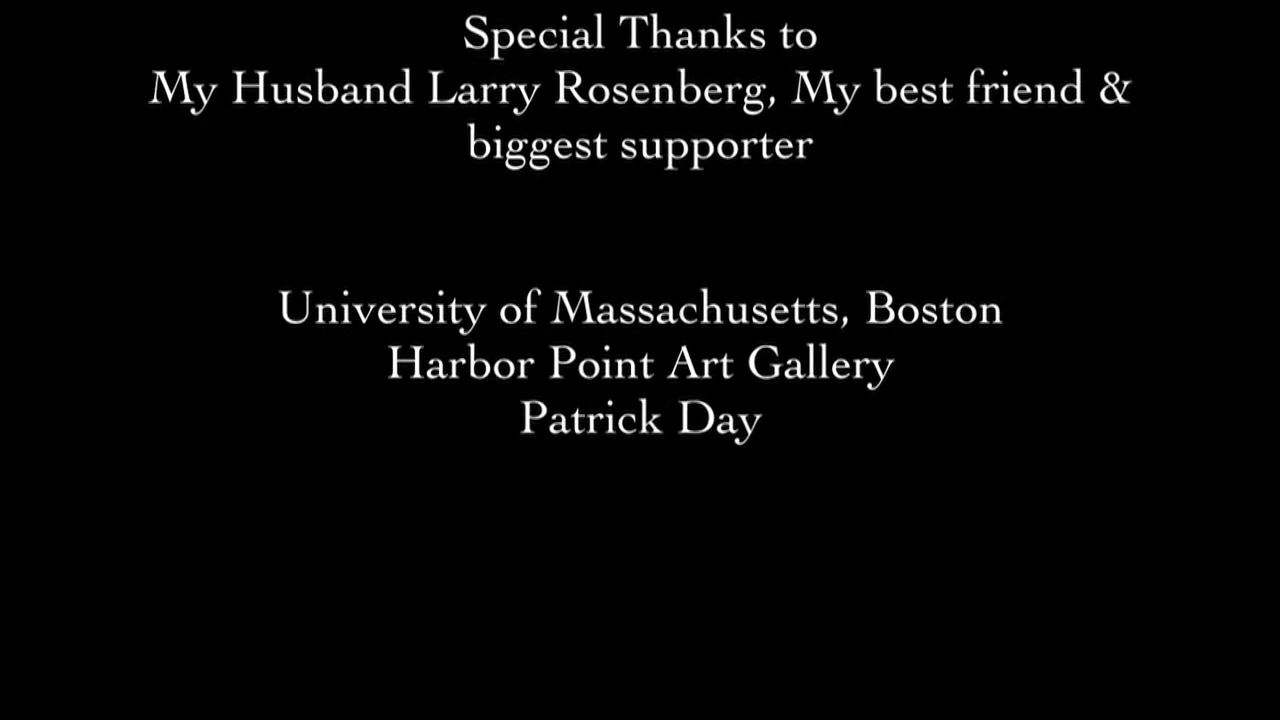 Special Thanks to
My Husband Larry Rosenberg, My best friend &
biggest supporter
University of Massachusetts, Boston
Harbor Point Art Gallery
Patrick Day